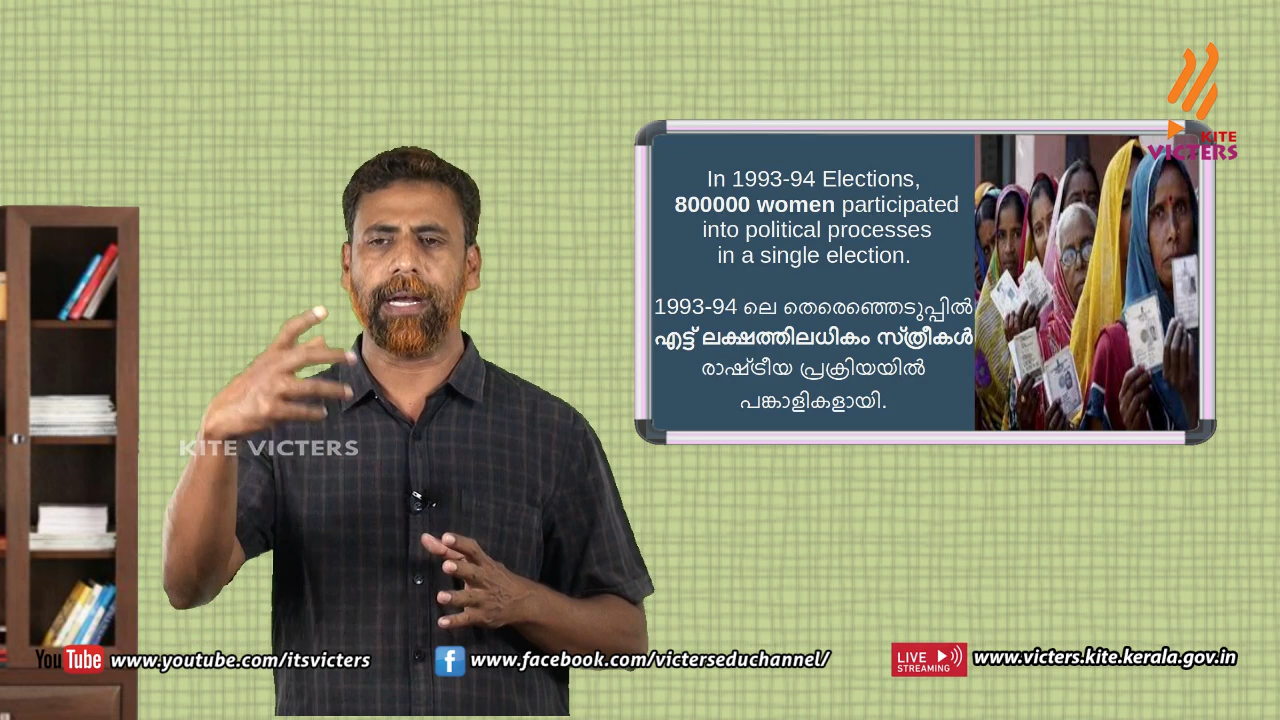 KITE
VICTERS
In 1993-94 Elections,
800000 women participated
into political processes
in a single election.
1993-94 ലെ തെരെഞ്ഞെടുപ്പിൽ
എട്ട് ലക്ഷത്തിലധികം സ്ത്രീകൾ
രാഷ്ട്രീയ പ്രക്രിയയിൽ
പങ്കാളികളായി.
KITE VICTERS
You Tube www.youtube.com/itsvicters
f www.facebook.com/victerseduchannel/
LIVE
STREAMING
www.victers.kite.kerala.gov.in